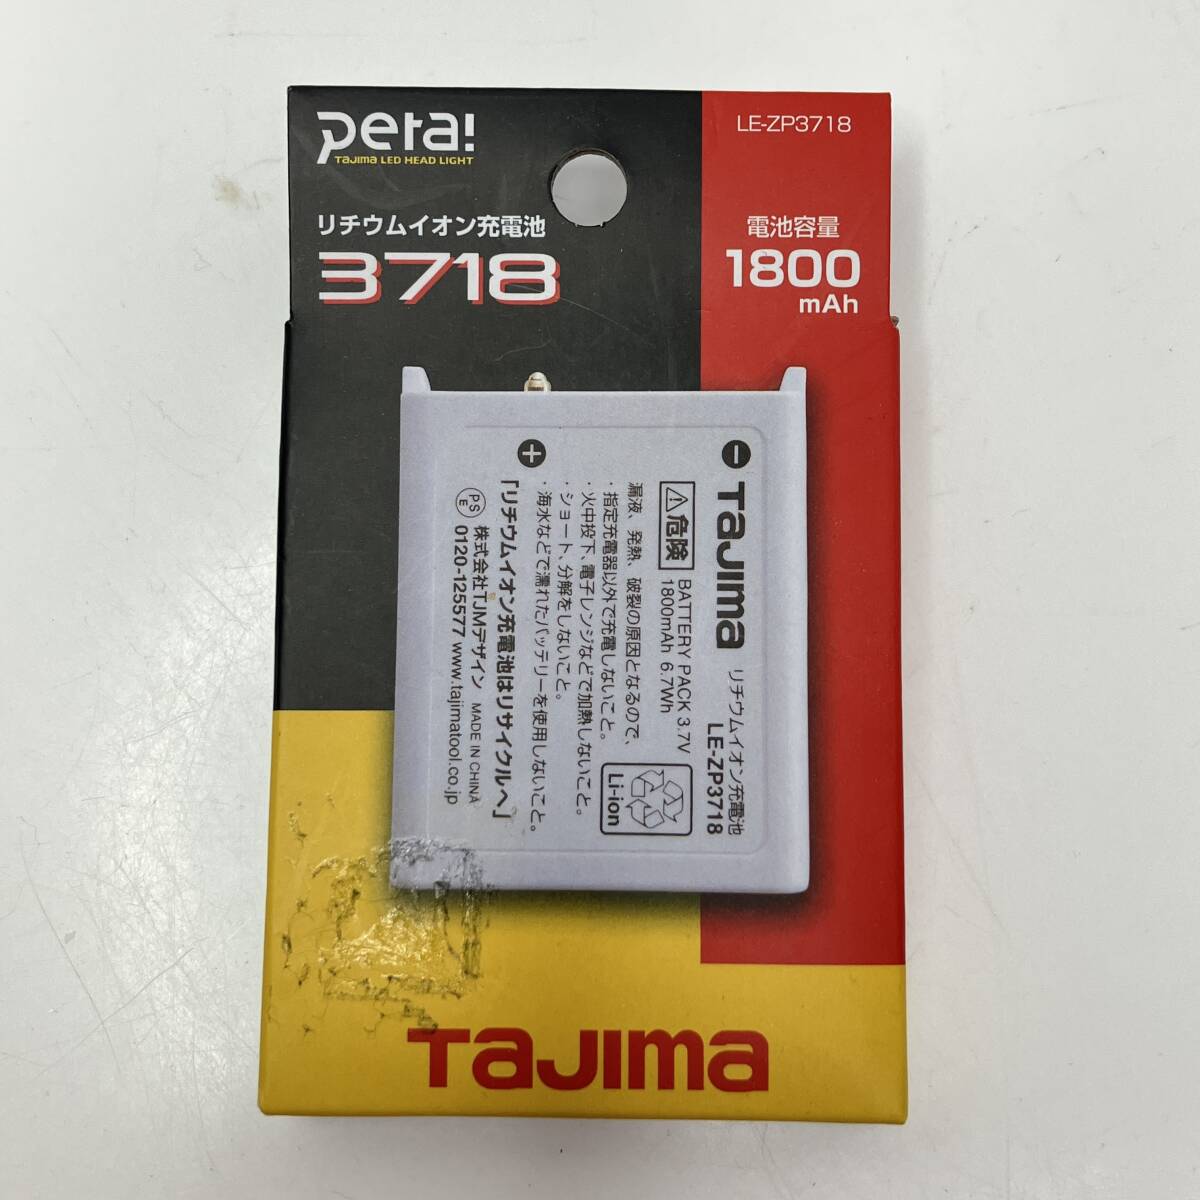 Peta!
TAJIMA LED HEAD LIGHT
LE-ZP3718
リチウムイオン充電池
3718
電池容量
1800
mAh
TAJIMA リチウムイオン充電池
LE-ZP3718
危険
BATTERY PACK 3.7V
1800mAh 6.7Wh
漏液、発熱、破裂の原因となるので、
・指定充電器以外で充電しないこと。
・火中投下、電子レンジなどで加熱しないこと。
・ショート、分解をしないこと。
・海水などで濡れたバッテリーを使用しないこと。
Li-ion
「リチウムイオン充電池はリサイクルへ」
PS
E
株式会社TJMデザイン MADE IN CHINA
0120-125577 www.tajimatool.co.jp
TAJIMA